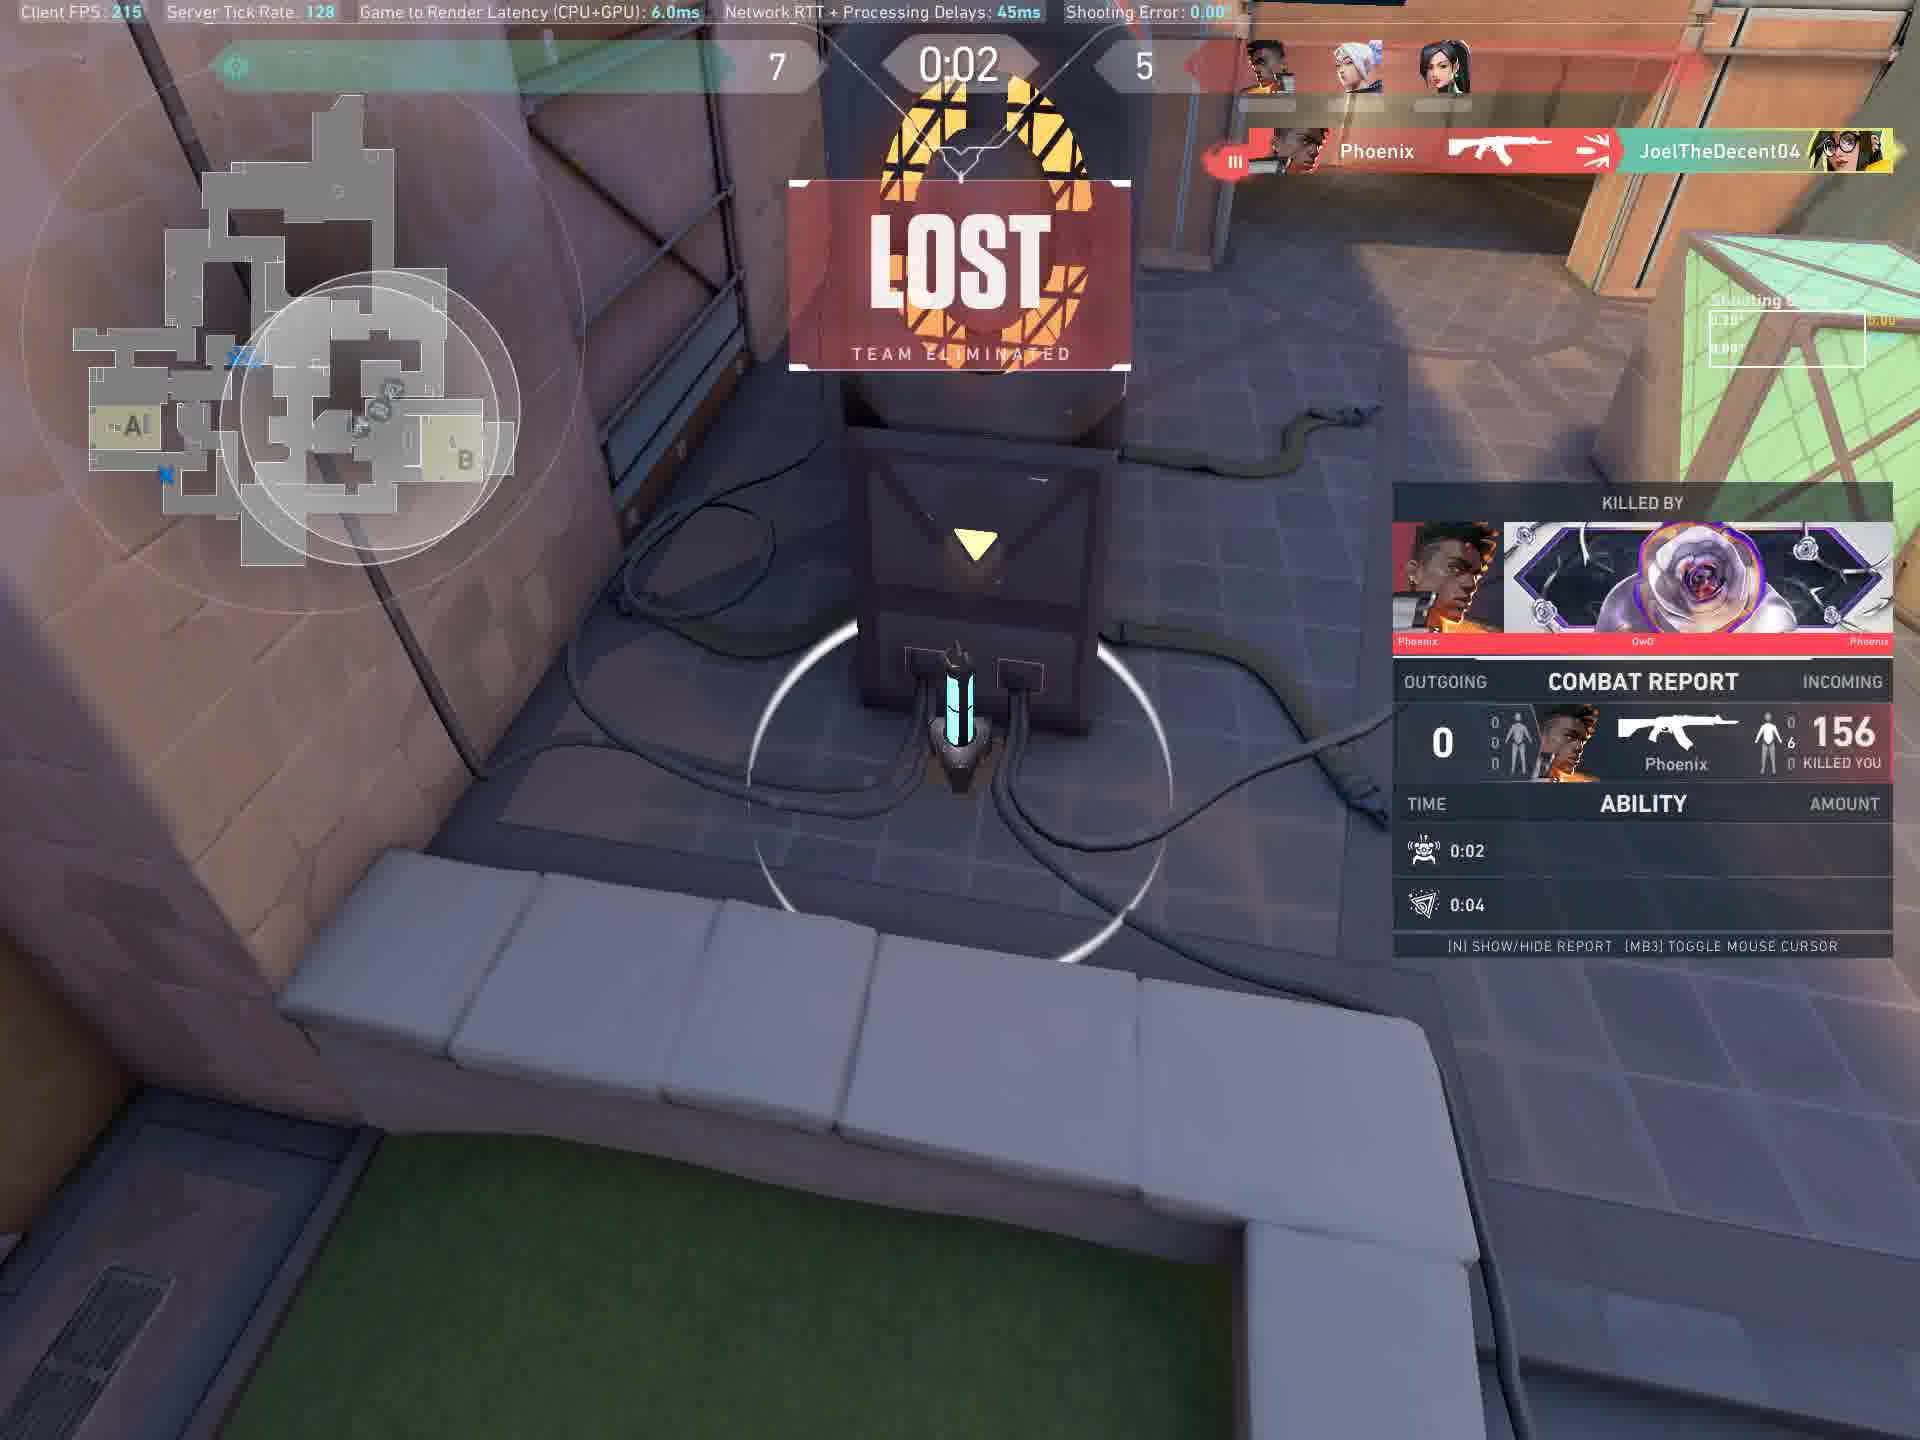 Client FPS: 215 Server Tick Rate: 128 Game to Render Latency (CPU+GPU): 6.0ms Network RTT + Processing Delays: 45ms Shooting Error: 0.00°
7 0:02 5
Phoenix JoelTheDecent04
LOST
TEAM ELIMINATED
A
B
KILLED BY
Phoenix OwO Phoenix
OUTGOING COMBAT REPORT INCOMING
0 0 0 0 Phoenix 0 6 0 156 KILLED YOU
TIME ABILITY AMOUNT
0:02
0:04
[N] SHOW/HIDE REPORT [MB3] TOGGLE MOUSE CURSOR